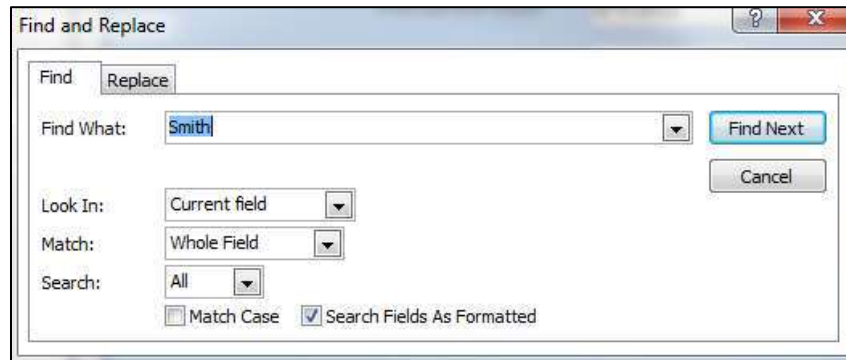 Find and Replace
Find Replace
Find What: Smith Find Next
Cancel
Look In: Current field
Match: Whole Field
Search: All
Match Case Search Fields As Formatted